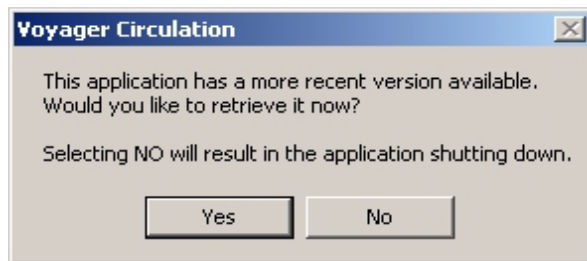 Voyager Circulation
This application has a more recent version available.
Would you like to retrieve it now?
Selecting NO will result in the application shutting down.
Yes
No